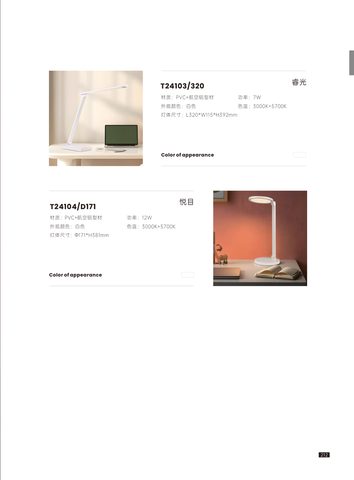 T24103/320
睿光
材质：PVC+航空铝型材
功率：7W
外观颜色：白色
色温：3000K+5700K
灯体尺寸：L320*W115*H392mm
Color of appearance
T24104/D171
悦目
材质：PVC+航空铝型材
功率：12W
外观颜色：白色
色温：3000K+5700K
灯体尺寸：Φ171*H381mm
Color of appearance
212